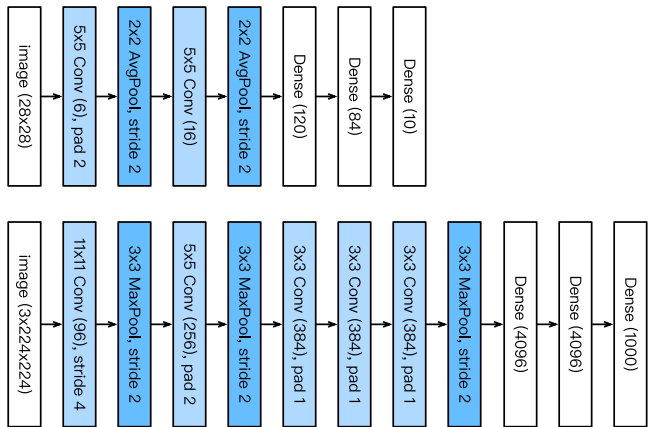 image (28x28)
5x5 Conv (6), pad 2
2x2 AvgPool, stride 2
5x5 Conv (16)
2x2 AvgPool, stride 2
Dense (120)
Dense (84)
Dense (10)
image (3x224x224)
11x11 Conv (96), stride 4
3x3 MaxPool, stride 2
5x5 Conv (256), pad 2
3x3 MaxPool, stride 2
3x3 Conv (384), pad 1
3x3 Conv (384), pad 1
3x3 Conv (384), pad 1
3x3 MaxPool, stride 2
Dense (4096)
Dense (4096)
Dense (1000)